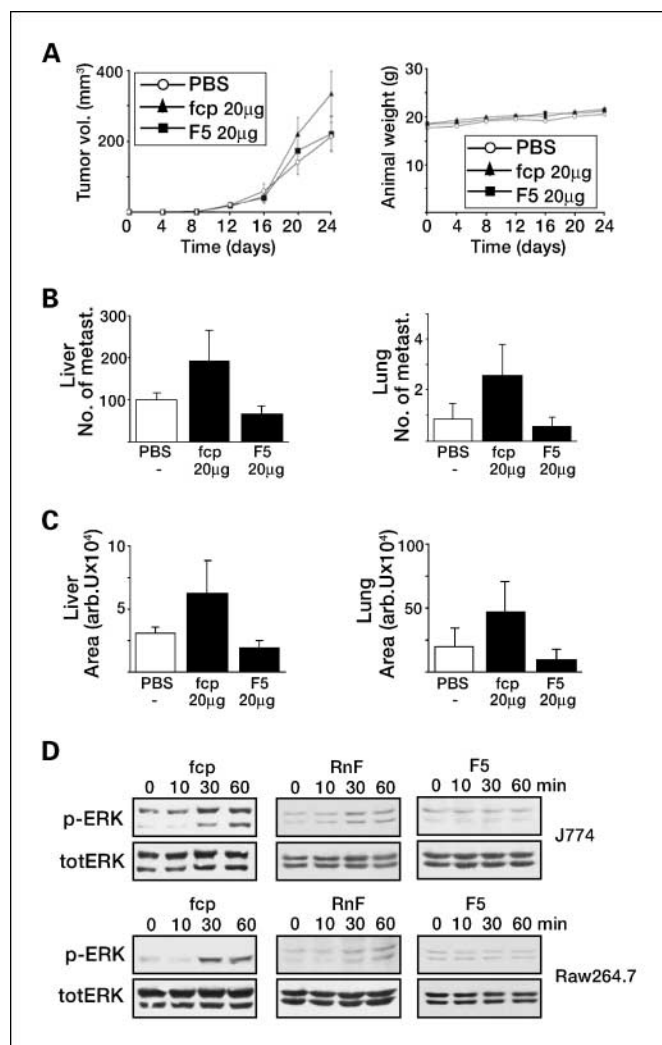 A
Tumor vol. (mm³)
400
200
PBS
fcp 20μg
F5 20μg
0 4 8 12 16 20 24
Time (days)
Animal weight (g)
30
20
10
0
PBS
fcp 20μg
F5 20μg
0 4 8 12 16 20 24
Time (days)
B
Liver
No. of metast.
300
200
100
PBS fcp F5
- 20μg 20μg
Lung
No. of metast.
6
4
2
PBS fcp F5
- 20μg 20μg
C
Liver
Area (arb.Ux10⁴)
10
5
PBS fcp F5
- 20μg 20μg
Lung
Area (arb.Ux10⁴)
100
50
PBS fcp F5
- 20μg 20μg
D
fcp RnF F5
0 10 30 60 0 10 30 60 0 10 30 60 min
p-ERK
totERK
J774
fcp RnF F5
0 10 30 60 0 10 30 60 0 10 30 60 min
p-ERK
totERK
Raw264.7